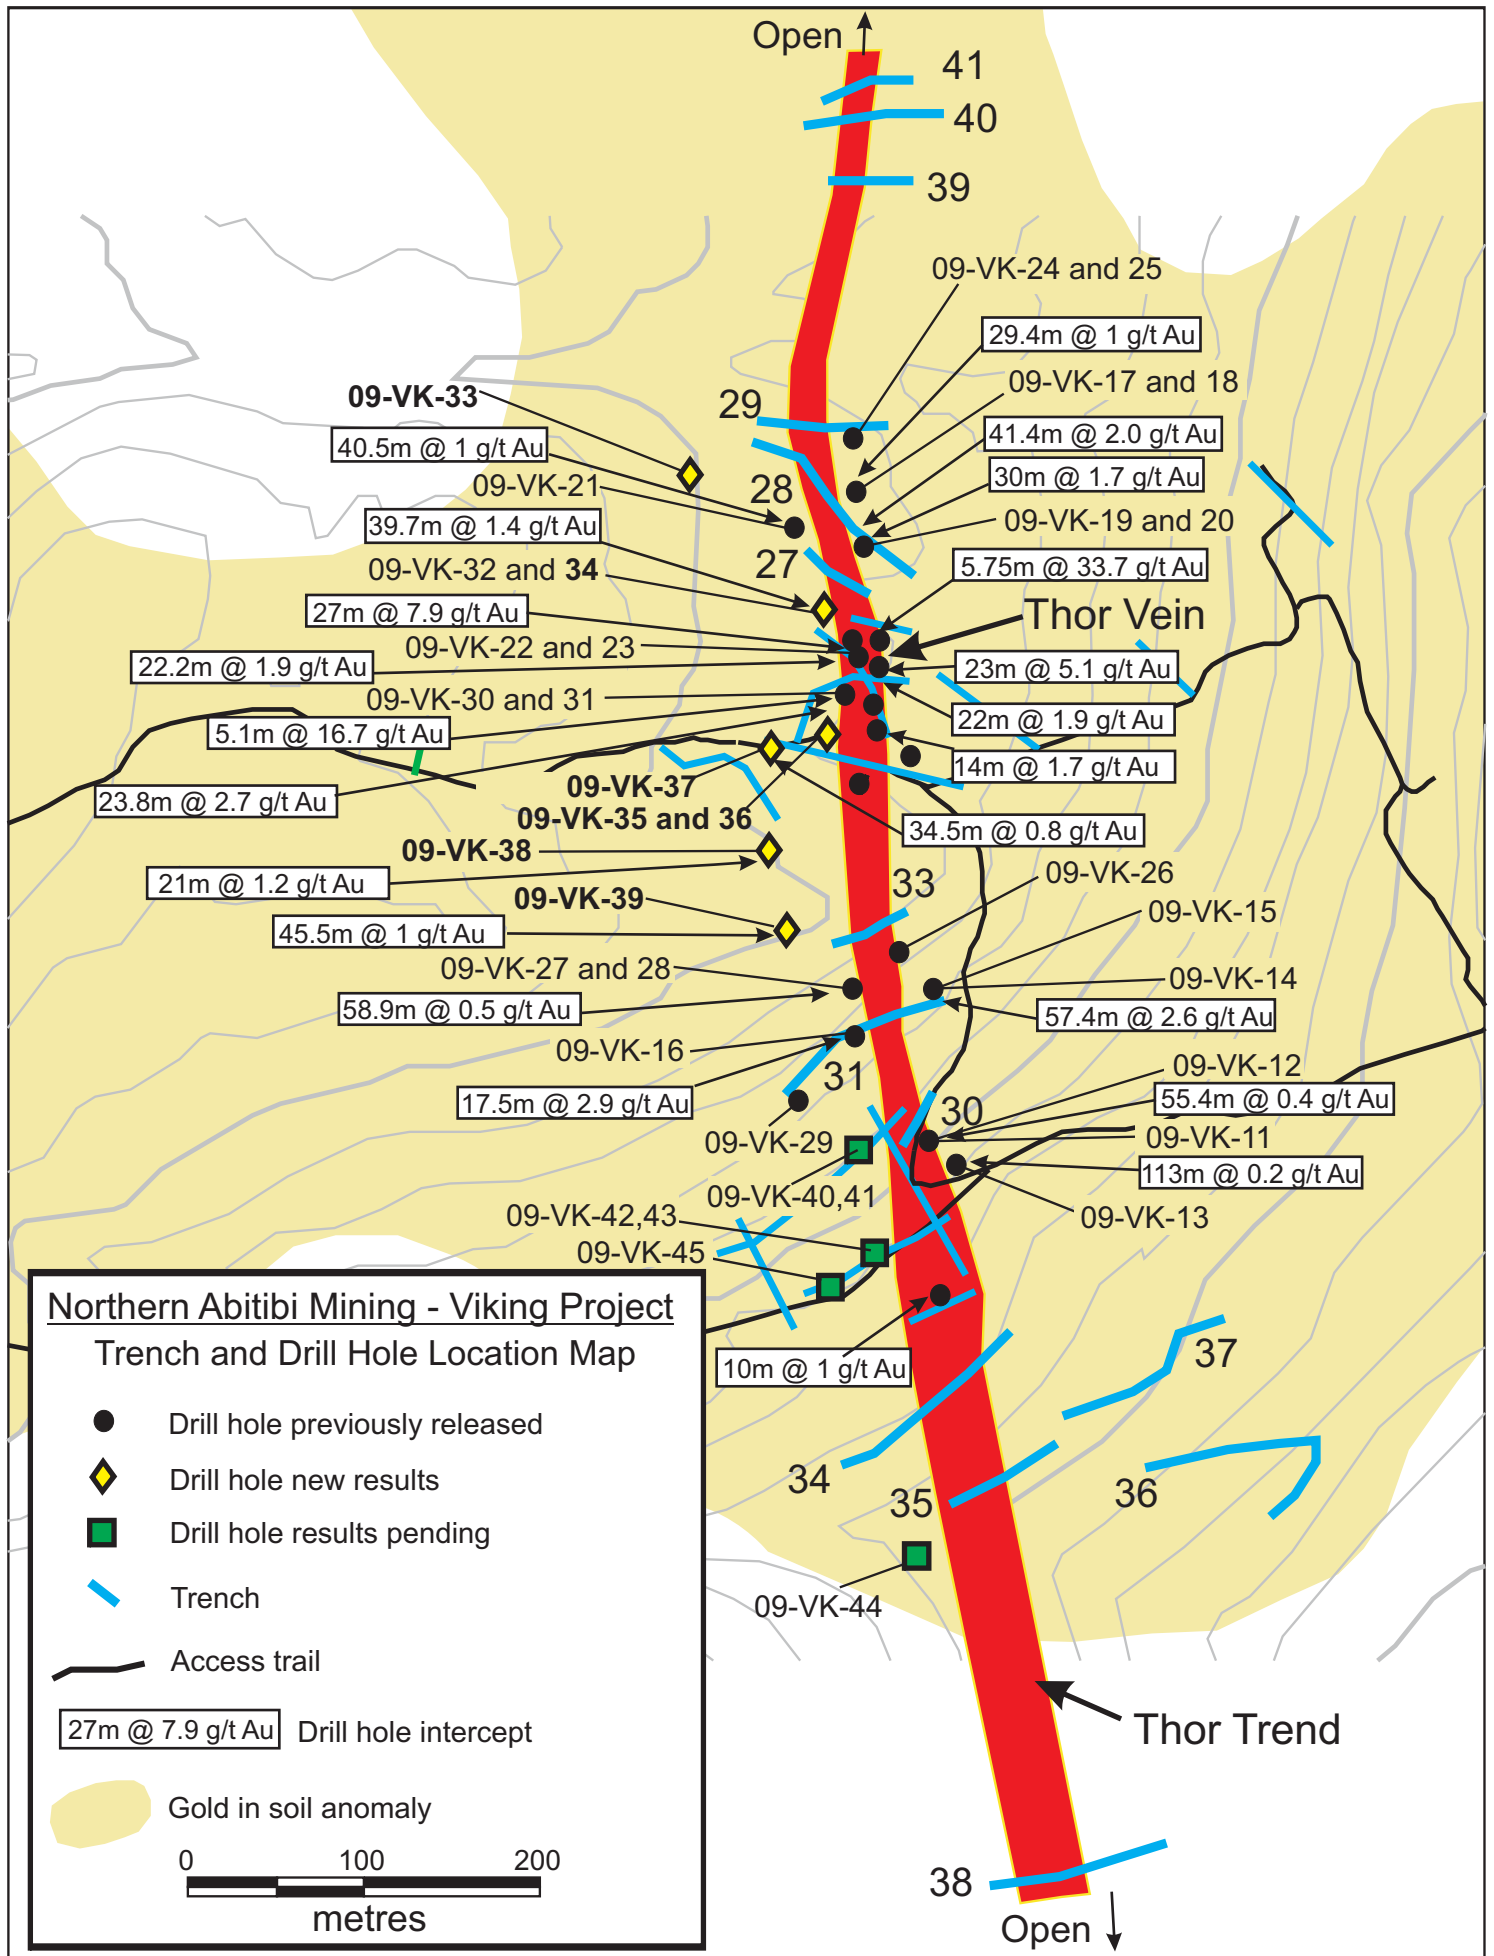 Open
41
40
39
09-VK-24 and 25
29.4m @ 1 g/t Au
09-VK-17 and 18
09-VK-33
29
41.4m @ 2.0 g/t Au
40.5m @ 1 g/t Au
30m @ 1.7 g/t Au
09-VK-21
28
09-VK-19 and 20
39.7m @ 1.4 g/t Au
27
5.75m @ 33.7 g/t Au
09-VK-32 and 34
27m @ 7.9 g/t Au
Thor Vein
09-VK-22 and 23
22.2m @ 1.9 g/t Au
23m @ 5.1 g/t Au
09-VK-30 and 31
22m @ 1.9 g/t Au
5.1m @ 16.7 g/t Au
14m @ 1.7 g/t Au
09-VK-37
23.8m @ 2.7 g/t Au
09-VK-35 and 36
34.5m @ 0.8 g/t Au
09-VK-38
09-VK-26
21m @ 1.2 g/t Au
33
09-VK-39
09-VK-15
45.5m @ 1 g/t Au
09-VK-27 and 28
09-VK-14
58.9m @ 0.5 g/t Au
57.4m @ 2.6 g/t Au
09-VK-16
09-VK-12
31
17.5m @ 2.9 g/t Au
55.4m @ 0.4 g/t Au
30
09-VK-29
09-VK-11
113m @ 0.2 g/t Au
09-VK-40,41
09-VK-42,43
09-VK-13
09-VK-45
10m @ 1 g/t Au
37
34
35
36
09-VK-44
Thor Trend
38
Open
Northern Abitibi Mining - Viking Project
Trench and Drill Hole Location Map
Drill hole previously released
Drill hole new results
Drill hole results pending
Trench
Access trail
27m @ 7.9 g/t Au
Drill hole intercept
Gold in soil anomaly
0 100 200
metres